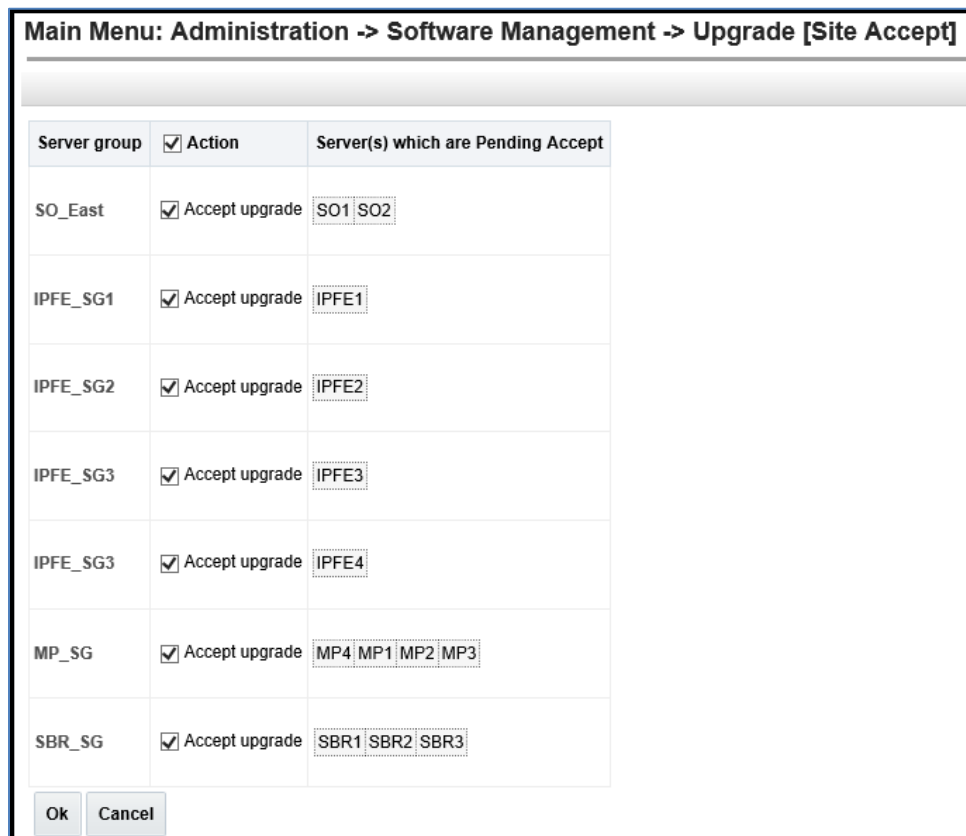 Main Menu: Administration -> Software Management -> Upgrade [Site Accept]
Server group Action Server(s) which are Pending Accept
SO_East Accept upgrade SO1 SO2
IPFE_SG1 Accept upgrade IPFE1
IPFE_SG2 Accept upgrade IPFE2
IPFE_SG3 Accept upgrade IPFE3
IPFE_SG3 Accept upgrade IPFE4
MP_SG Accept upgrade MP4 MP1 MP2 MP3
SBR_SG Accept upgrade SBR1 SBR2 SBR3
Ok Cancel